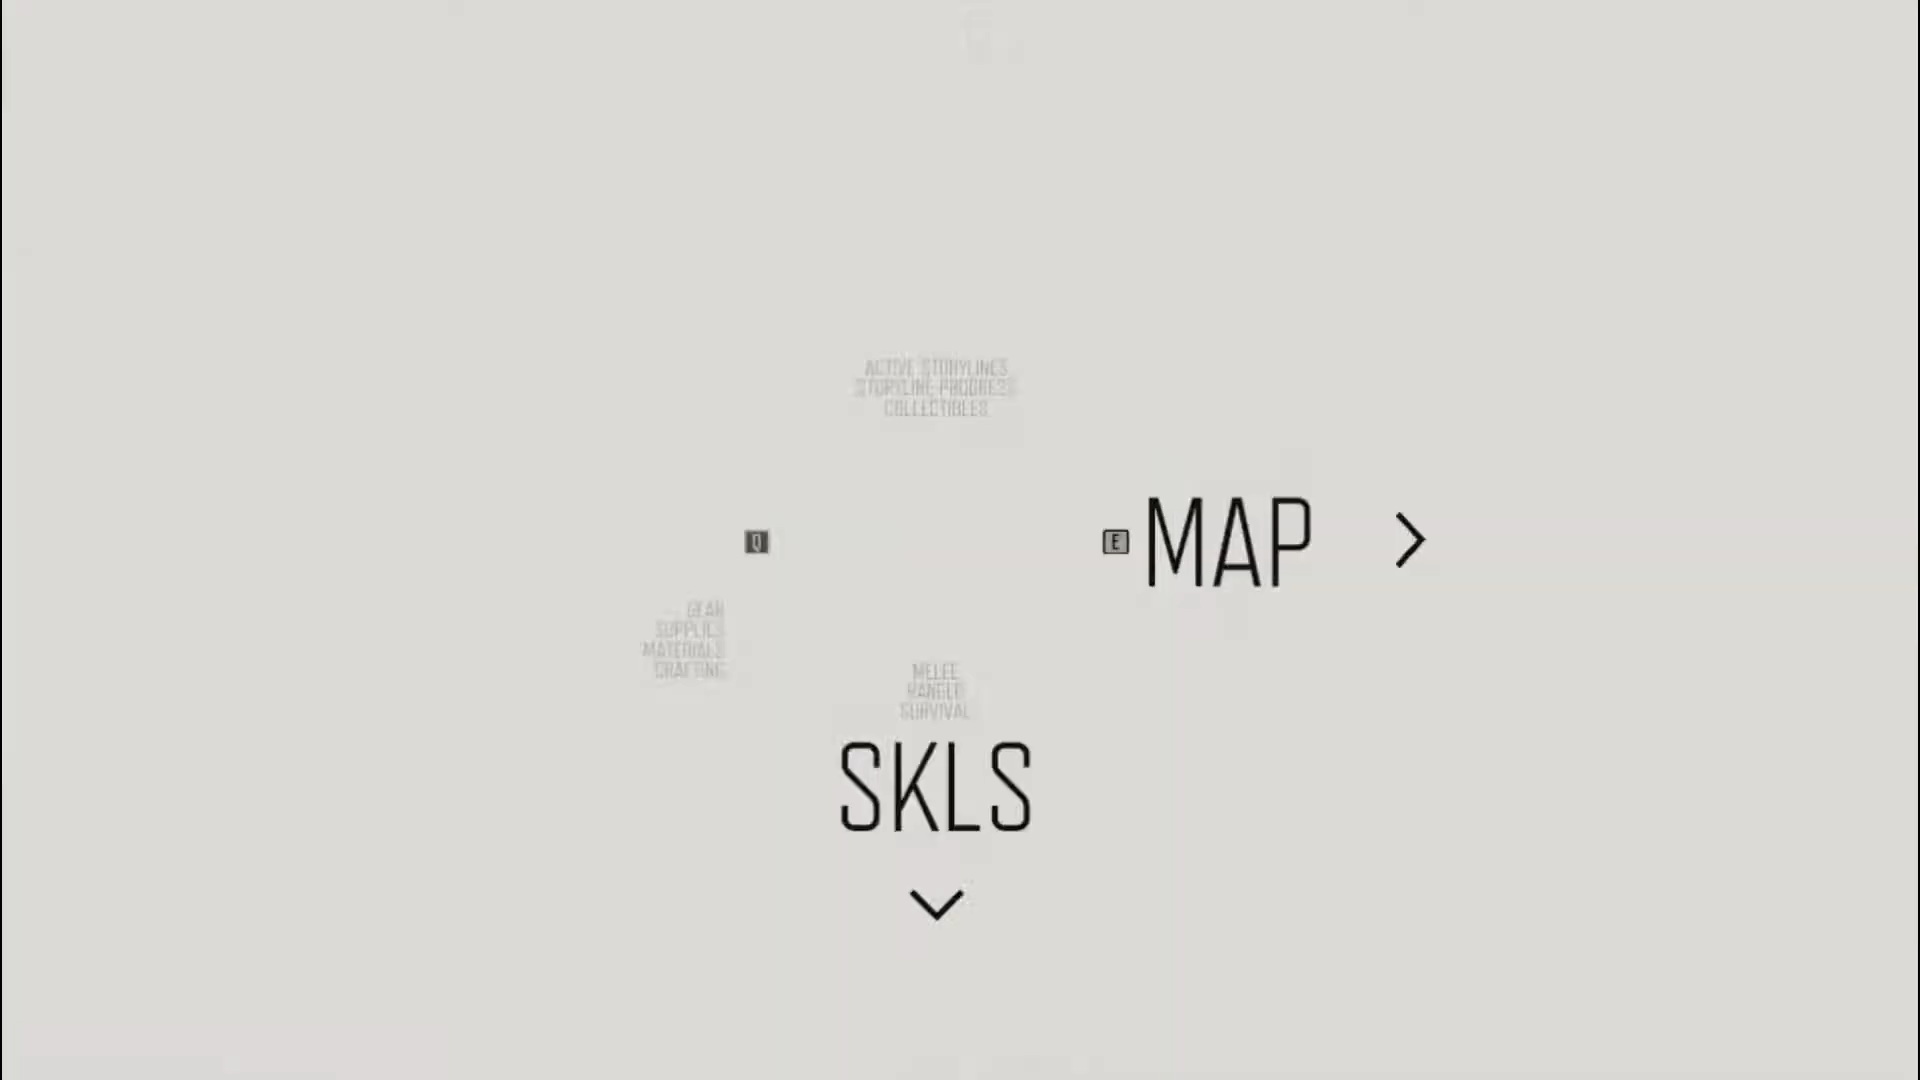 ACTIVE STORYLINES
STORYLINE PROGRESS
COLLECTIBLES
Q
E MAP
GEAR
SUPPLIES
MATERIALS
CRAFTING
MELEE
RANGED
SURVIVAL
SKLS